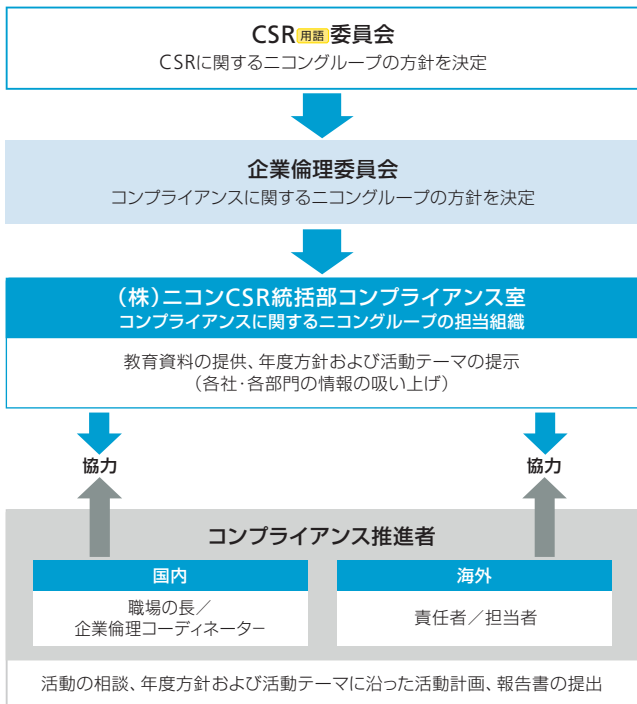 CSR用語委員会
CSRに関するニコングループの方針を決定
企業倫理委員会
コンプライアンスに関するニコングループの方針を決定
（株）ニコンCSR統括部コンプライアンス室
コンプライアンスに関するニコングループの担当組織
教育資料の提供、年度方針および活動テーマの提示
（各社・各部門の情報の吸い上げ）
協力
協力
コンプライアンス推進者
国内
職場の長／
企業倫理コーディネーター
海外
責任者／担当者
活動の相談、年度方針および活動テーマに沿った活動計画、報告書の提出